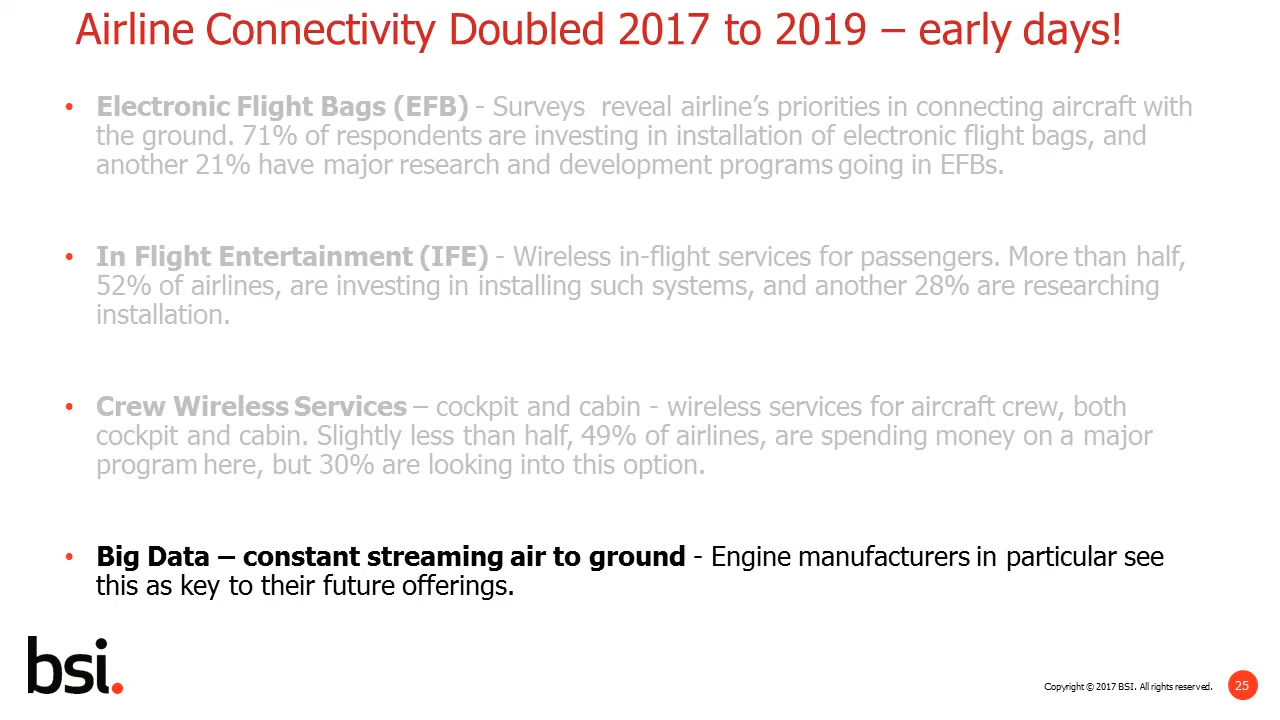 Airline Connectivity Doubled 2017 to 2019 – early days!
• Electronic Flight Bags (EFB) - Surveys reveal airline’s priorities in connecting aircraft with
the ground. 71% of respondents are investing in installation of electronic flight bags, and
another 21% have major research and development programs going in EFBs.
• In Flight Entertainment (IFE) - Wireless in-flight services for passengers. More than half,
52% of airlines, are investing in installing such systems, and another 28% are researching
installation.
• Crew Wireless Services – cockpit and cabin - wireless services for aircraft crew, both
cockpit and cabin. Slightly less than half, 49% of airlines, are spending money on a major
program here, but 30% are looking into this option.
• Big Data – constant streaming air to ground - Engine manufacturers in particular see
this as key to their future offerings.
bsi.
Copyright © 2017 BSI. All rights reserved.
25